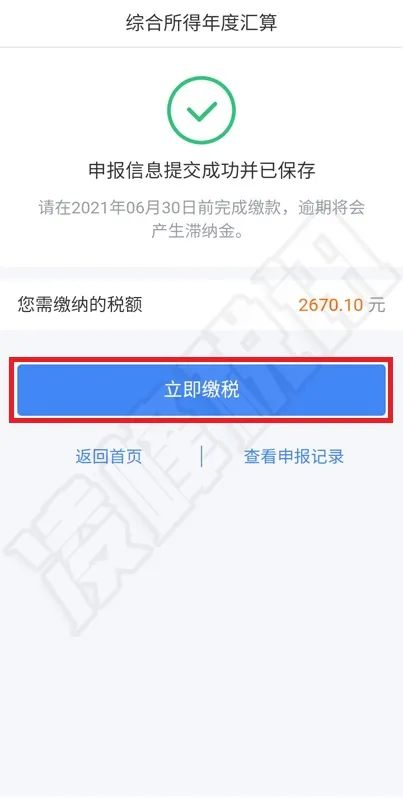 综合所得年度汇算
申报信息提交成功并已保存
请在2021年06月30日前完成缴款，逾期将会
产生滞纳金。
您需缴纳的税额 2670.10 元
立即缴税
返回首页 | 查看申报记录